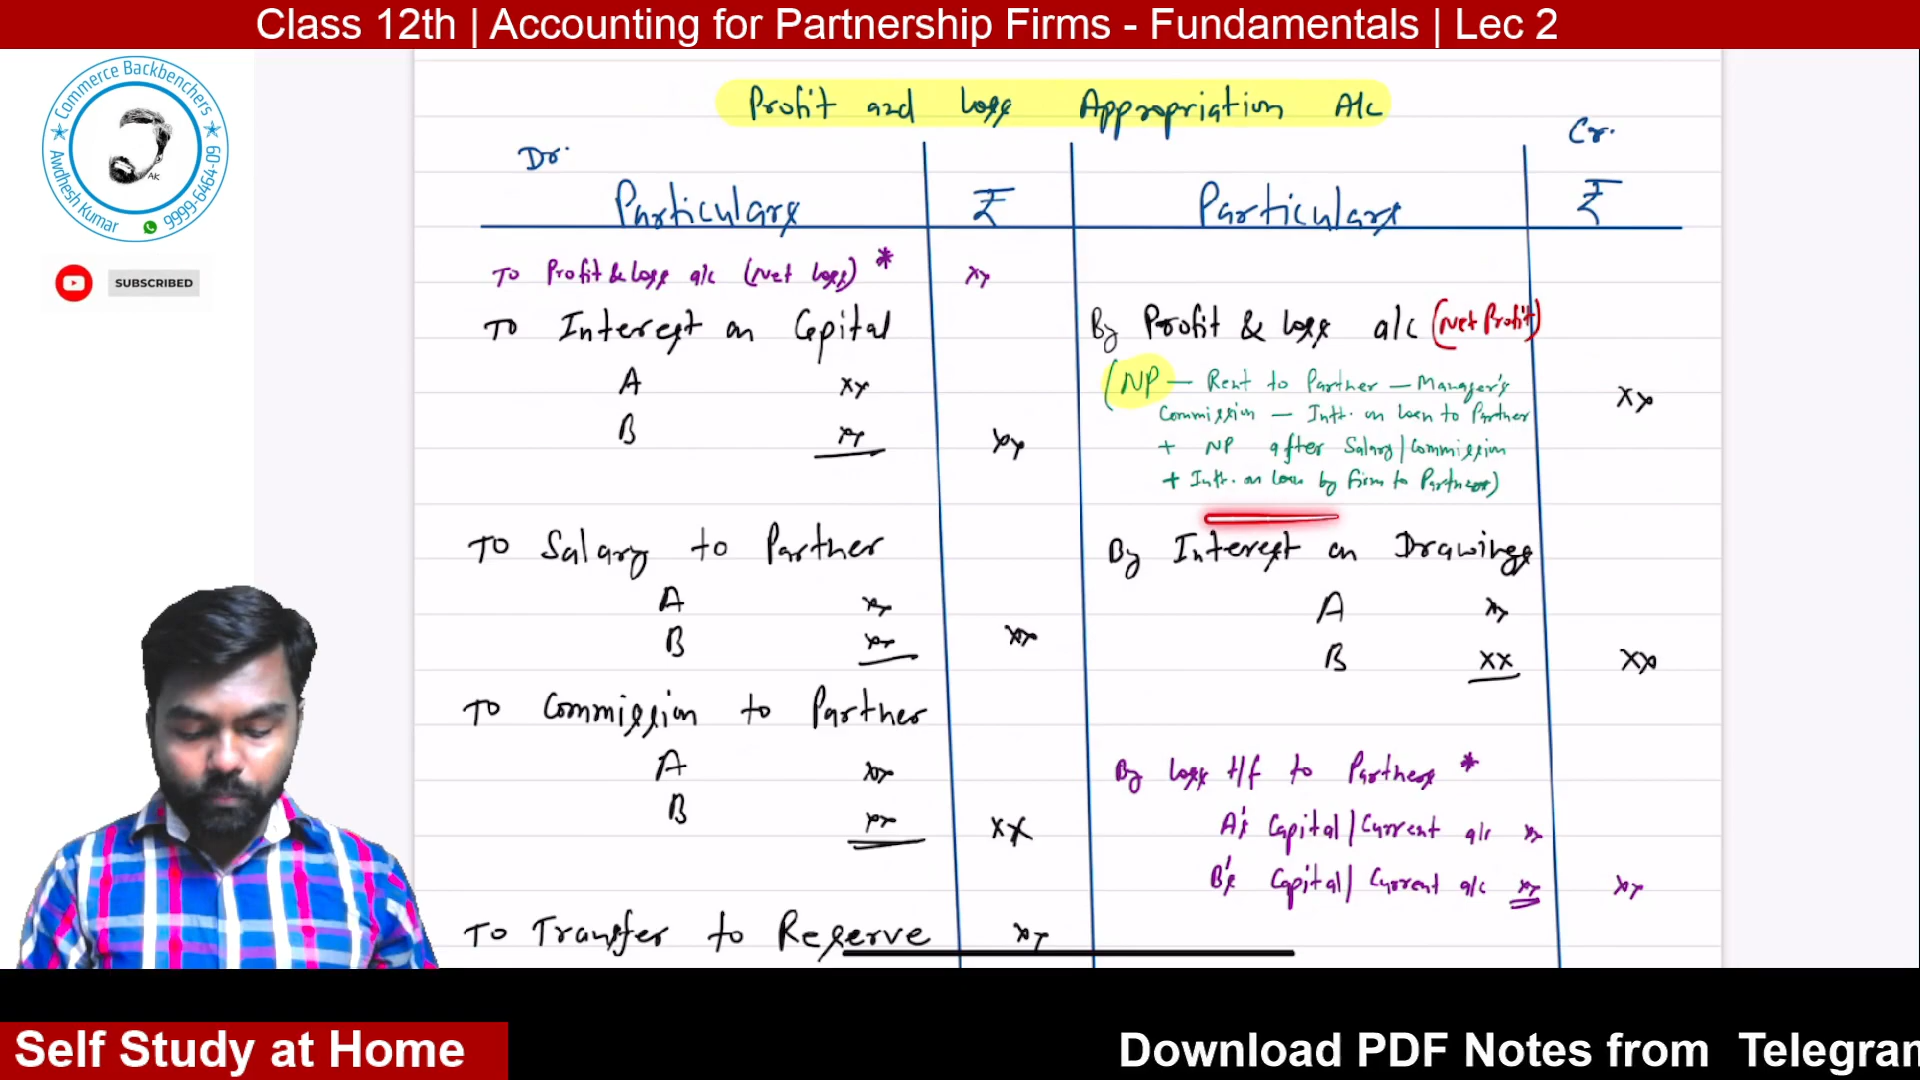 Class 12th | Accounting for Partnership Firms - Fundamentals | Lec 2
Commerce Backbenchers
AK
Awdhesh Kumar
9999-6464-09
SUBSCRIBED
Profit and Loss Appropriation A/c
Dr. Cr.
Particulars ₹ Particulars ₹
To Profit & Loss a/c (Net Loss) * xx
To Interest on Capital
A xx
B xx xx
To Salary to Partner
A xx
B xx xx
To Commission to Partner
A xx
B xx xx
To Transfer to Reserve xx
By Profit & Loss a/c (Net Profit)
(NP — Rent to Partner — Manager's xx
Commission — Intt. on loan to Partner
+ NP after Salary/Commission
+ Intt. on loan by firm to Partner)
By Interest on Drawings
A xx
B xx xx
By Loss t/f to Partners *
A's Capital/Current a/c xx
B's Capital/Current a/c xx xx
Self Study at Home
Download PDF Notes from Telegran